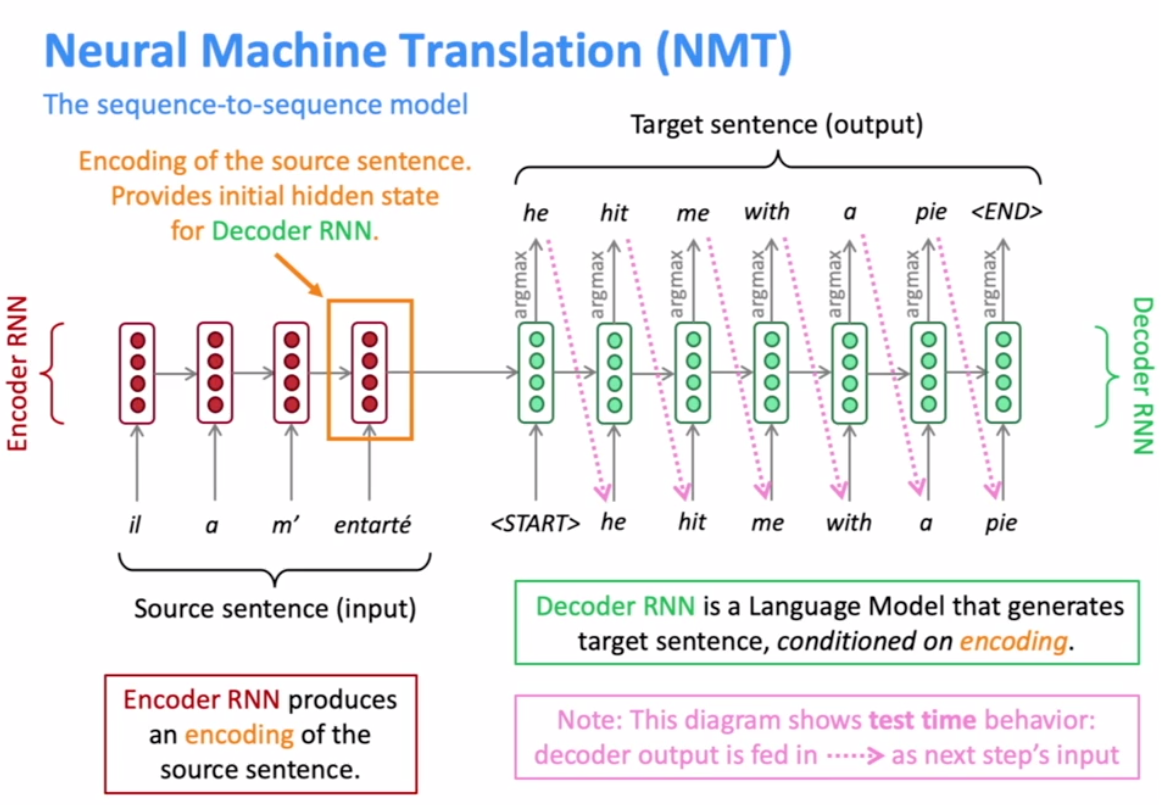 Neural Machine Translation (NMT)
The sequence-to-sequence model
Target sentence (output)
Encoding of the source sentence.
Provides initial hidden state
for Decoder RNN.
he hit me with a pie <END>
argmax argmax argmax argmax argmax argmax argmax
Encoder RNN
Decoder RNN
il a m’ entarté
<START> he hit me with a pie
Source sentence (input)
Decoder RNN is a Language Model that generates
target sentence, conditioned on encoding.
Encoder RNN produces
an encoding of the
source sentence.
Note: This diagram shows test time behavior:
decoder output is fed in as next step’s input